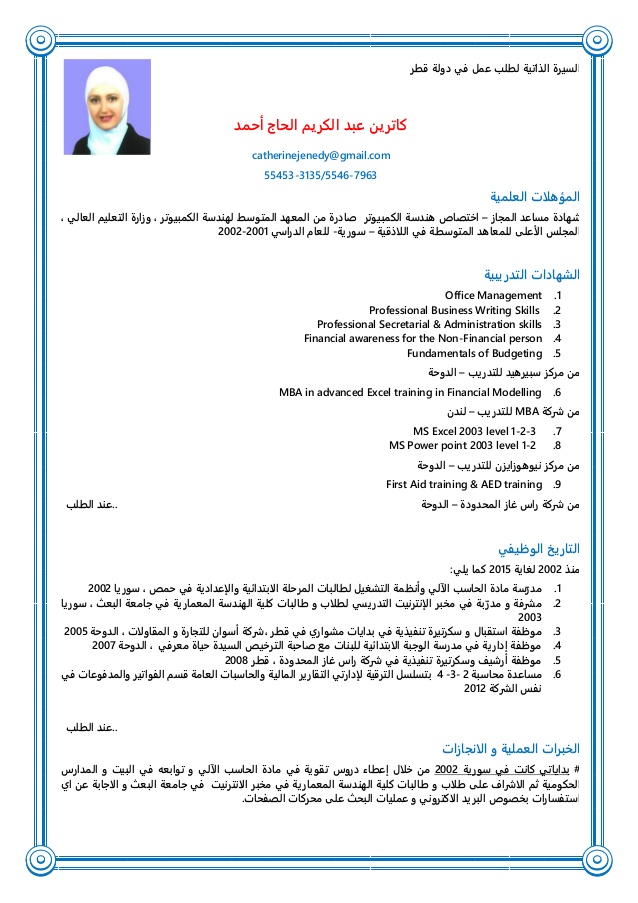 السيرة الذاتية لطلب عمل في دولة قطر
كاترين عبد الكريم الحاج أحمد
catherinejenedy@gmail.com
55453-3135/5546-7963
المؤهلات العلمية
شهادة مساعد المجاز – اختصاص هندسة الكمبيوتر صادرة من المعهد المتوسط لهندسة الكمبيوتر ، وزارة التعليم العالي ،
المجلس الأعلى للمعاهد المتوسطة في اللاذقية – سورية- للعام الدراسي 2001-2002
الشهادات التدريبية
1. Office Management
2. Professional Business Writing Skills
3. Professional Secretarial & Administration skills
4. Financial awareness for the Non-Financial person
5. Fundamentals of Budgeting
من مركز سبيرهيد للتدريب – الدوحة
6. MBA in advanced Excel training in Financial Modelling
من شركة MBA للتدريب – لندن
7. MS Excel 2003 level 1-2-3
8. MS Power point 2003 level 1-2
من مركز نيوهوزايزن للتدريب – الدوحة
9. First Aid training & AED training
من شركة راس غاز المحدودة – الدوحة ..عند الطلب
التاريخ الوظيفي
منذ 2002 لغاية 2015 كما يلي:
1. مدرّسة مادة الحاسب الآلي وأنظمة التشغيل لطالبات المرحلة الابتدائية والإعدادية في حمص ، سوريا 2002
2. مشرفة و مدرّبة في مخبر الإنترنيت التدريسي لطلاب و طالبات كلية الهندسة المعمارية في جامعة البعث ، سوريا
2003
3. موظفة استقبال و سكرتيرة تنفيذية في بدايات مشواري في قطر ،شركة أسوان للتجارة و المقاولات ، الدوحة 2005
4. موظفة إدارية في مدرسة الوجبة الابتدائية للبنات مع صاحبة الترخيص السيدة حياة معرفي ، الدوحة 2007
5. موظفة أرشيف وسكرتيرة تنفيذية في شركة راس غاز المحدودة ، قطر 2008
6. مساعدة محاسبة 2 -3- 4 بتسلسل الترقية لإدارتي التقارير المالية والحاسبات العامة قسم الفواتير والمدفوعات في
نفس الشركة 2012
..عند الطلب
الخبرات العملية و الانجازات
# بداياتي كانت في سورية 2002 من خلال إعطاء دروس تقوية في مادة الحاسب الآلي و توابعه في البيت و المدارس
الحكومية ثم الاشراف على طلاب و طالبات كلية الهندسة المعمارية في مخبر الانترنيت في جامعة البعث و الاجابة عن اي
استفسارات بخصوص البريد الاكتروني و عمليات البحث على محركات الصفحات.